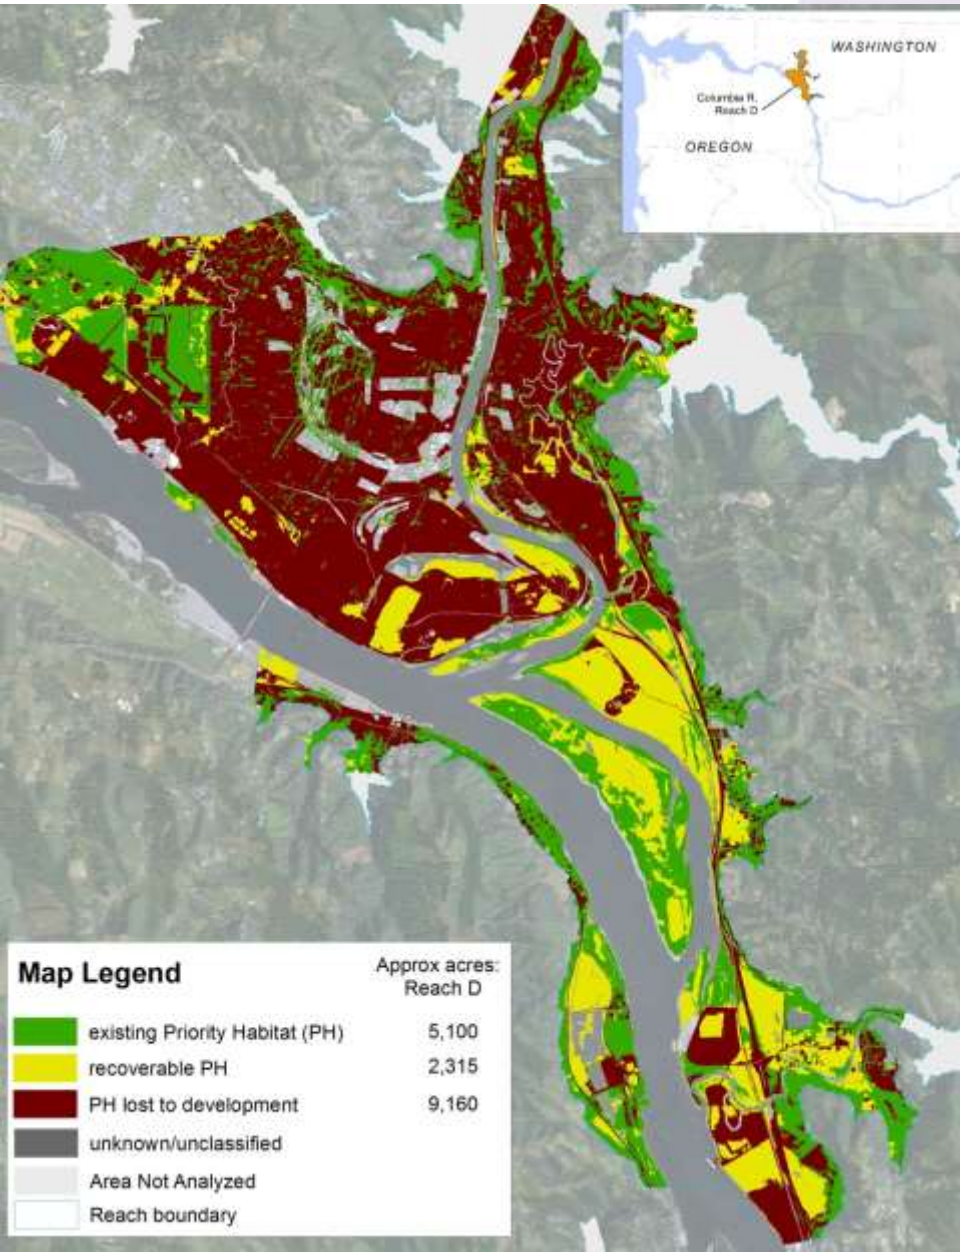 WASHINGTON
Columbia R.
Reach D
OREGON
Map Legend
Approx acres:
Reach D
existing Priority Habitat (PH) 5,100
recoverable PH 2,315
PH lost to development 9,160
unknown/unclassified
Area Not Analyzed
Reach boundary